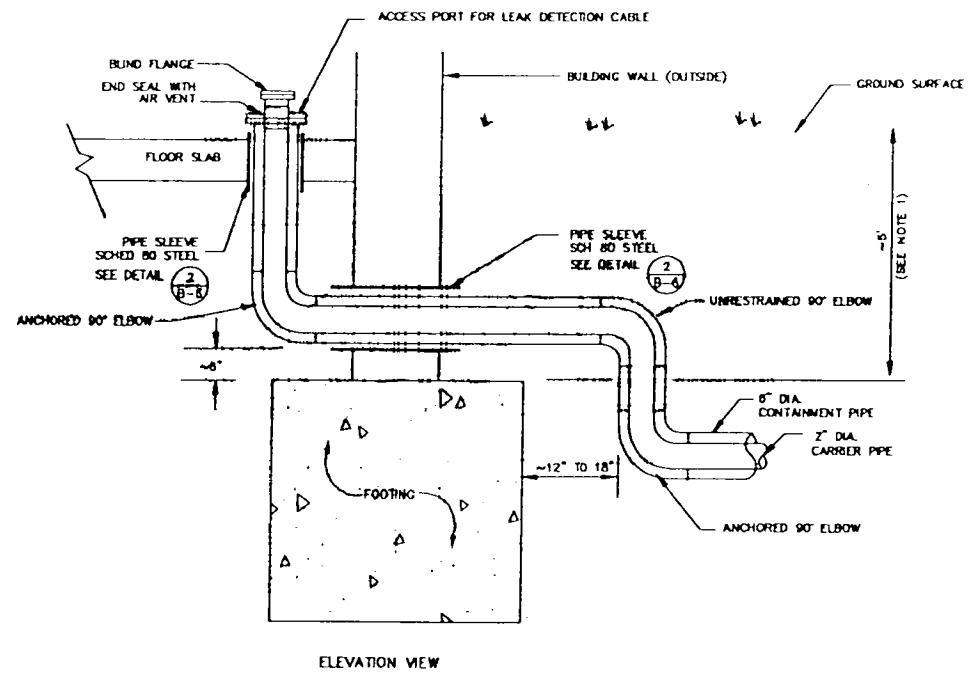 ACCESS PORT FOR LEAK DETECTION CABLE
BLIND FLANGE
END SEAL WITH
AIR VENT
BUILDING WALL (OUTSIDE)
GROUND SURFACE
FLOOR SLAB
PIPE SLEEVE
SCHED 80 STEEL
SEE DETAIL
2
PIPE SLEEVE
SCH 80 STEEL
SEE DETAIL
2
~5'
(SEE NOTE 1)
ANCHORED 90° ELBOW
UNRESTRAINED 90° ELBOW
~6"
6" DIA.
CONTAINMENT PIPE
2" DIA.
CARRIER PIPE
~12" TO 18"
FOOTING
ANCHORED 90° ELBOW
ELEVATION VIEW